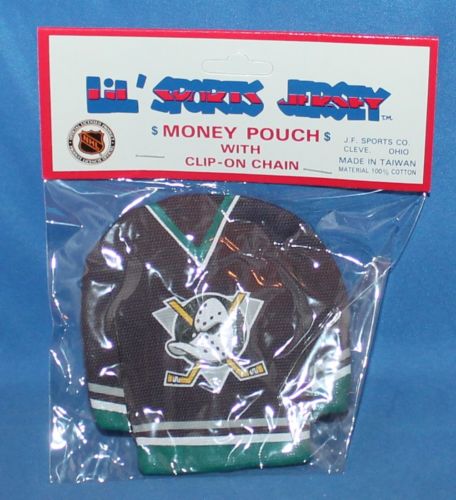 LiL' SPORTS JERSEY TM
$ MONEY POUCH $
WITH
CLIP-ON CHAIN
NHL
J.F. SPORTS CO.
CLEVE. OHIO
MADE IN TAIWAN
MATERIAL 100% COTTON